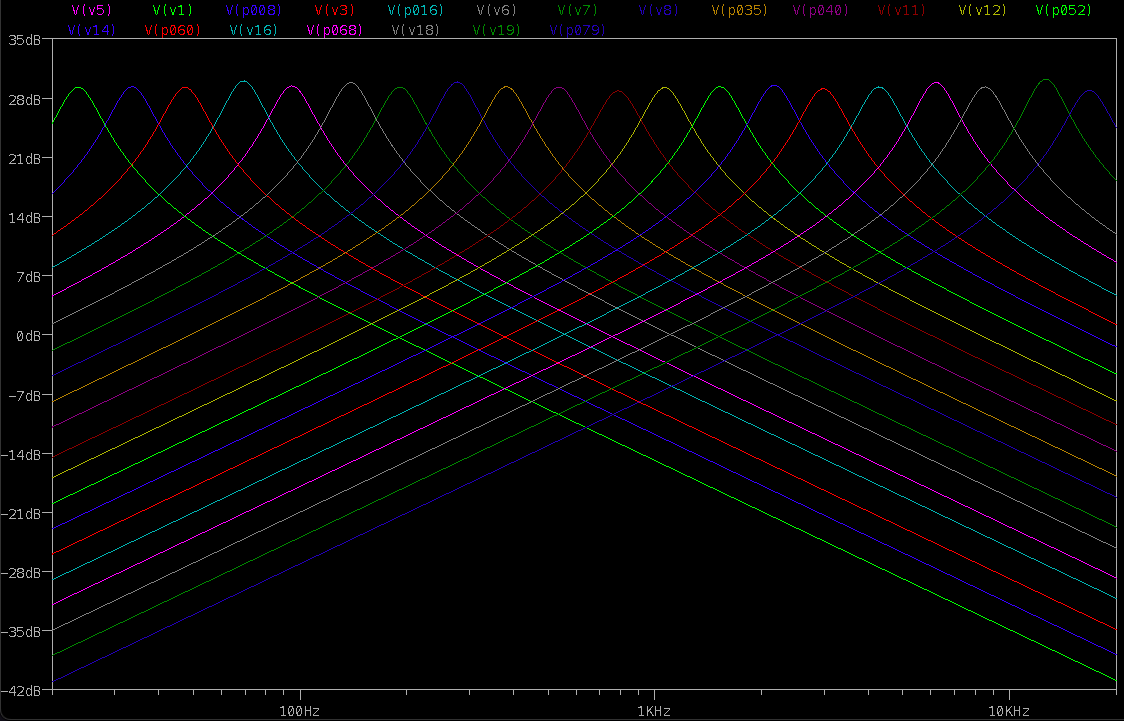 V(v5) V(v1) V(p008) V(v3) V(p016) V(v6) V(v7) V(v8) V(p035) V(p040) V(v11) V(v12) V(p052)
V(v14) V(p060) V(v16) V(p068) V(v18) V(v19) V(p079)
35dB
28dB
21dB
14dB
7dB
0dB
-7dB
-14dB
-21dB
-28dB
-35dB
-42dB
100Hz 1KHz 10KHz